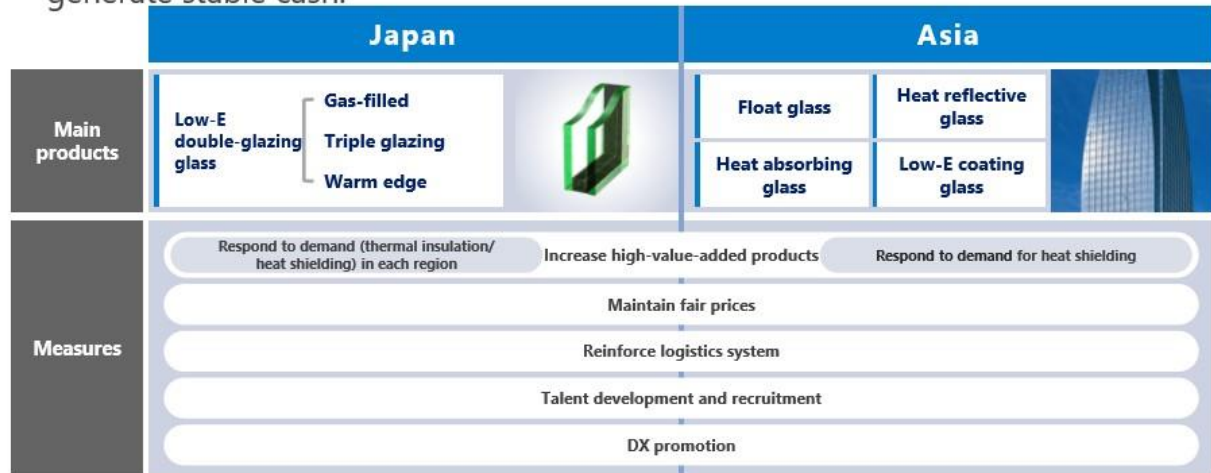 generate stable cash.
Japan
Asia
Main
products
Low-E
double-glazing
glass
Gas-filled
Triple glazing
Warm edge
Float glass
Heat reflective
glass
Heat absorbing
glass
Low-E coating
glass
Measures
Respond to demand (thermal insulation/
heat shielding) in each region
Increase high-value-added products
Respond to demand for heat shielding
Maintain fair prices
Reinforce logistics system
Talent development and recruitment
DX promotion